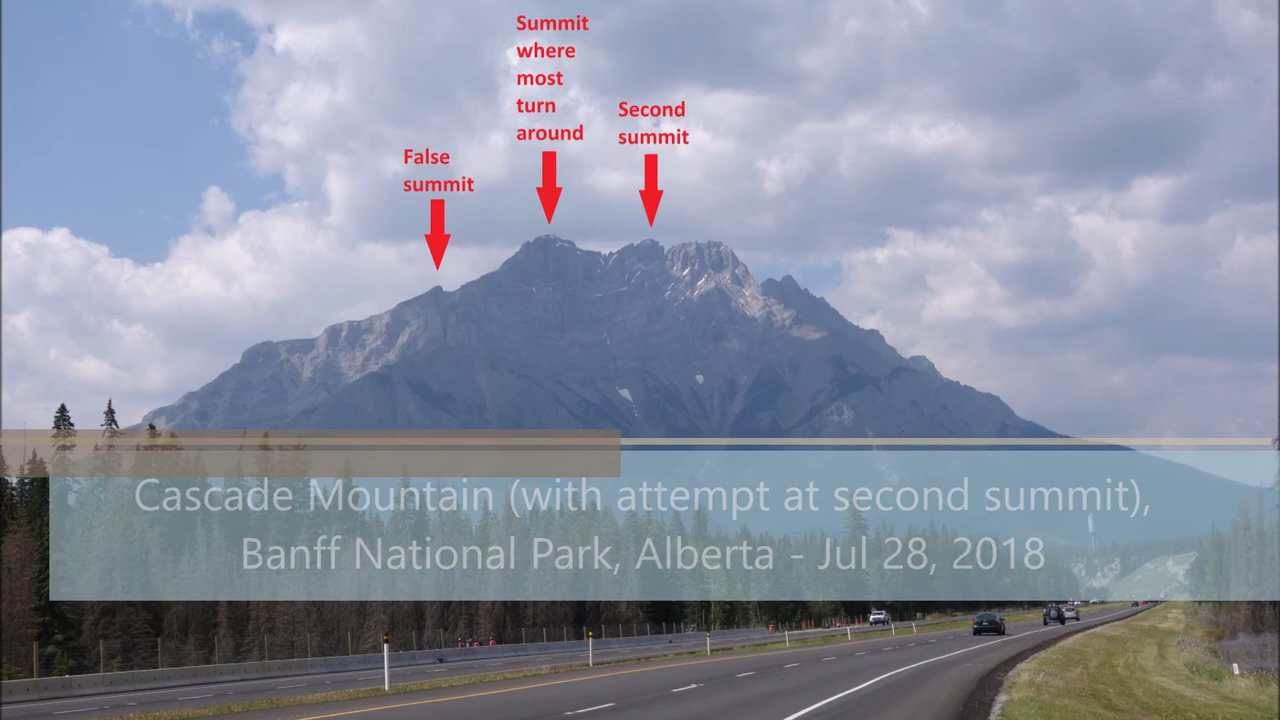 Summit
where
most
turn
around
Second
summit
False
summit
Cascade Mountain (with attempt at second summit),
Banff National Park, Alberta - Jul 28, 2018